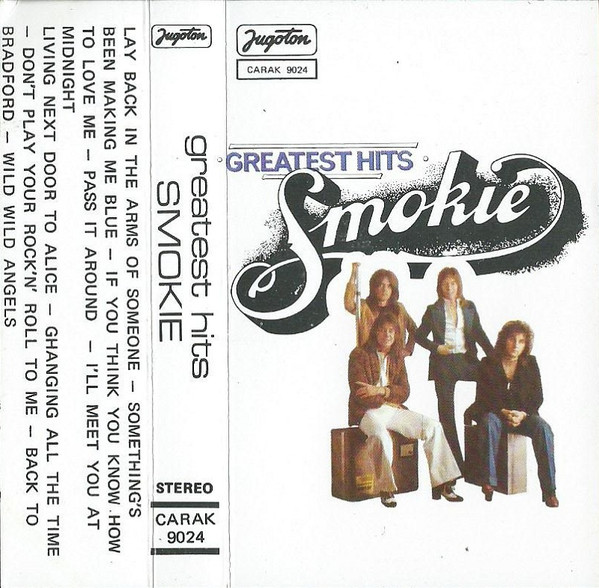 LAY BACK IN THE ARMS OF SOMEONE – SOMETHING'S
BEEN MAKING ME BLUE – IF YOU THINK YOU KNOW HOW
TO LOVE ME – PASS IT AROUND – I'LL MEET YOU AT
MIDNIGHT
LIVING NEXT DOOR TO ALICE – GHANGING ALL THE TIME
– DON'T PLAY YOUR ROCK'N' ROLL TO ME – BACK TO
BRADFORD – WILD WILD ANGELS
Jugoton
greatest hits
SMOKIE
STEREO
CARAK
9024
Jugoton
CARAK 9024
GREATEST HITS
Smokie